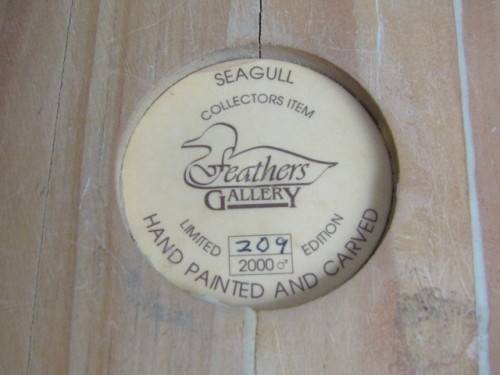 SEAGULL
COLLECTORS ITEM
Feathers
GALLERY
LIMITED 209 EDITION
2000
HAND PAINTED AND CARVED